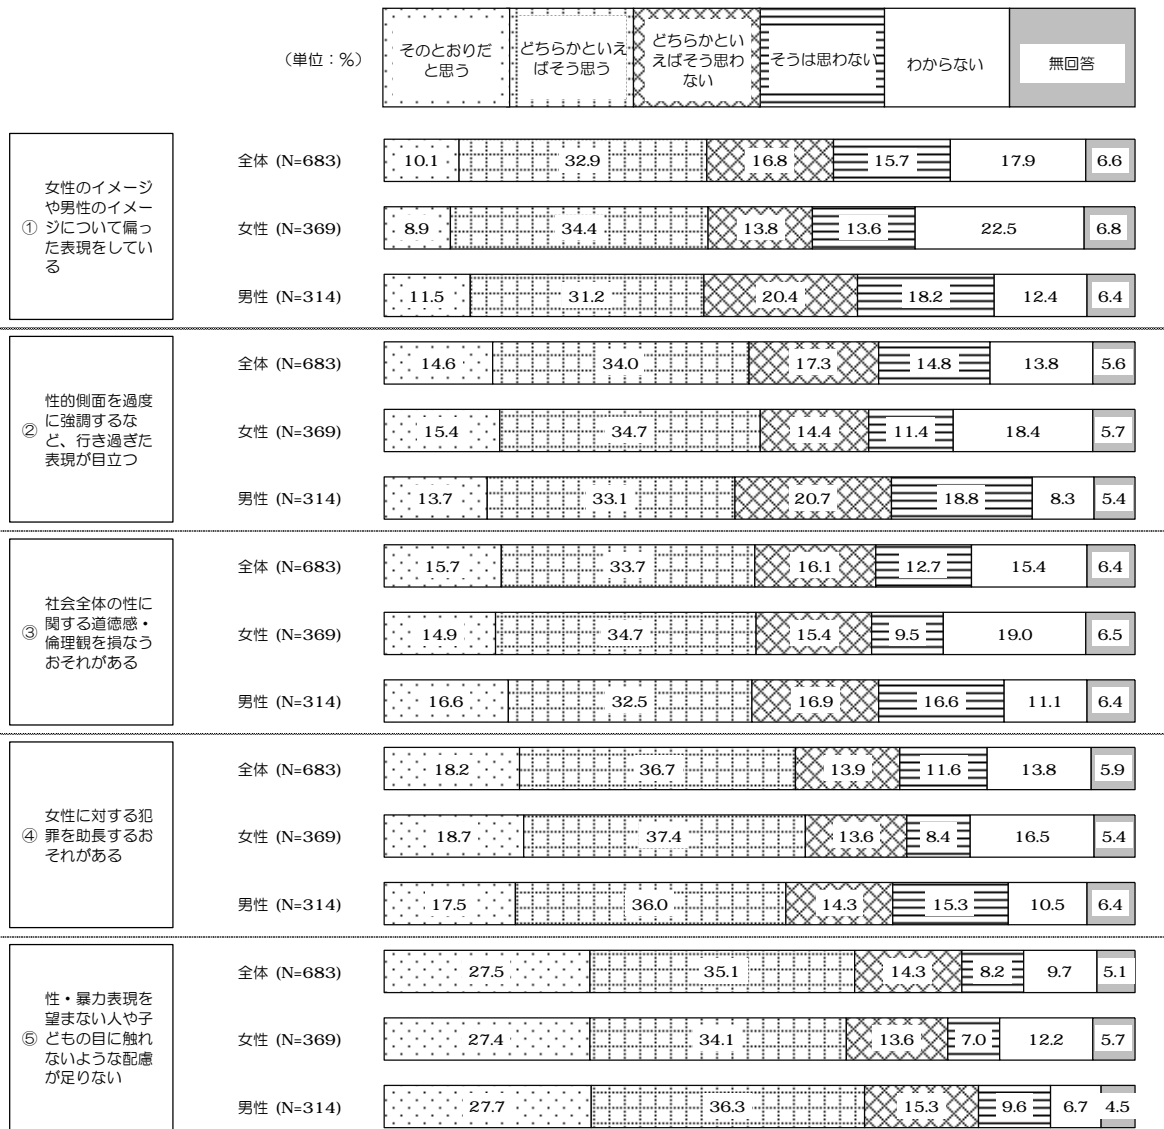 （単位：％）
そのとおりだ
と思う
どちらかといえ
ばそう思う
どちらかとい
えばそう思わ
ない
そうは思わない
わからない
無回答
①
女性のイメージ
や男性のイメー
ジについて偏っ
た表現をしてい
る
全体 (N=683)
10.1 32.9 16.8 15.7 17.9 6.6
女性 (N=369)
8.9 34.4 13.8 13.6 22.5 6.8
男性 (N=314)
11.5 31.2 20.4 18.2 12.4 6.4
②
性的側面を過度
に強調するな
ど、行き過ぎた
表現が目立つ
全体 (N=683)
14.6 34.0 17.3 14.8 13.8 5.6
女性 (N=369)
15.4 34.7 14.4 11.4 18.4 5.7
男性 (N=314)
13.7 33.1 20.7 18.8 8.3 5.4
③
社会全体の性に
関する道徳感・
倫理観を損なう
おそれがある
全体 (N=683)
15.7 33.7 16.1 12.7 15.4 6.4
女性 (N=369)
14.9 34.7 15.4 9.5 19.0 6.5
男性 (N=314)
16.6 32.5 16.9 16.6 11.1 6.4
④
女性に対する犯
罪を助長するお
それがある
全体 (N=683)
18.2 36.7 13.9 11.6 13.8 5.9
女性 (N=369)
18.7 37.4 13.6 8.4 16.5 5.4
男性 (N=314)
17.5 36.0 14.3 15.3 10.5 6.4
⑤
性・暴力表現を
望まない人や子
どもの目に触れ
ないような配慮
が足りない
全体 (N=683)
27.5 35.1 14.3 8.2 9.7 5.1
女性 (N=369)
27.4 34.1 13.6 7.0 12.2 5.7
男性 (N=314)
27.7 36.3 15.3 9.6 6.7 4.5